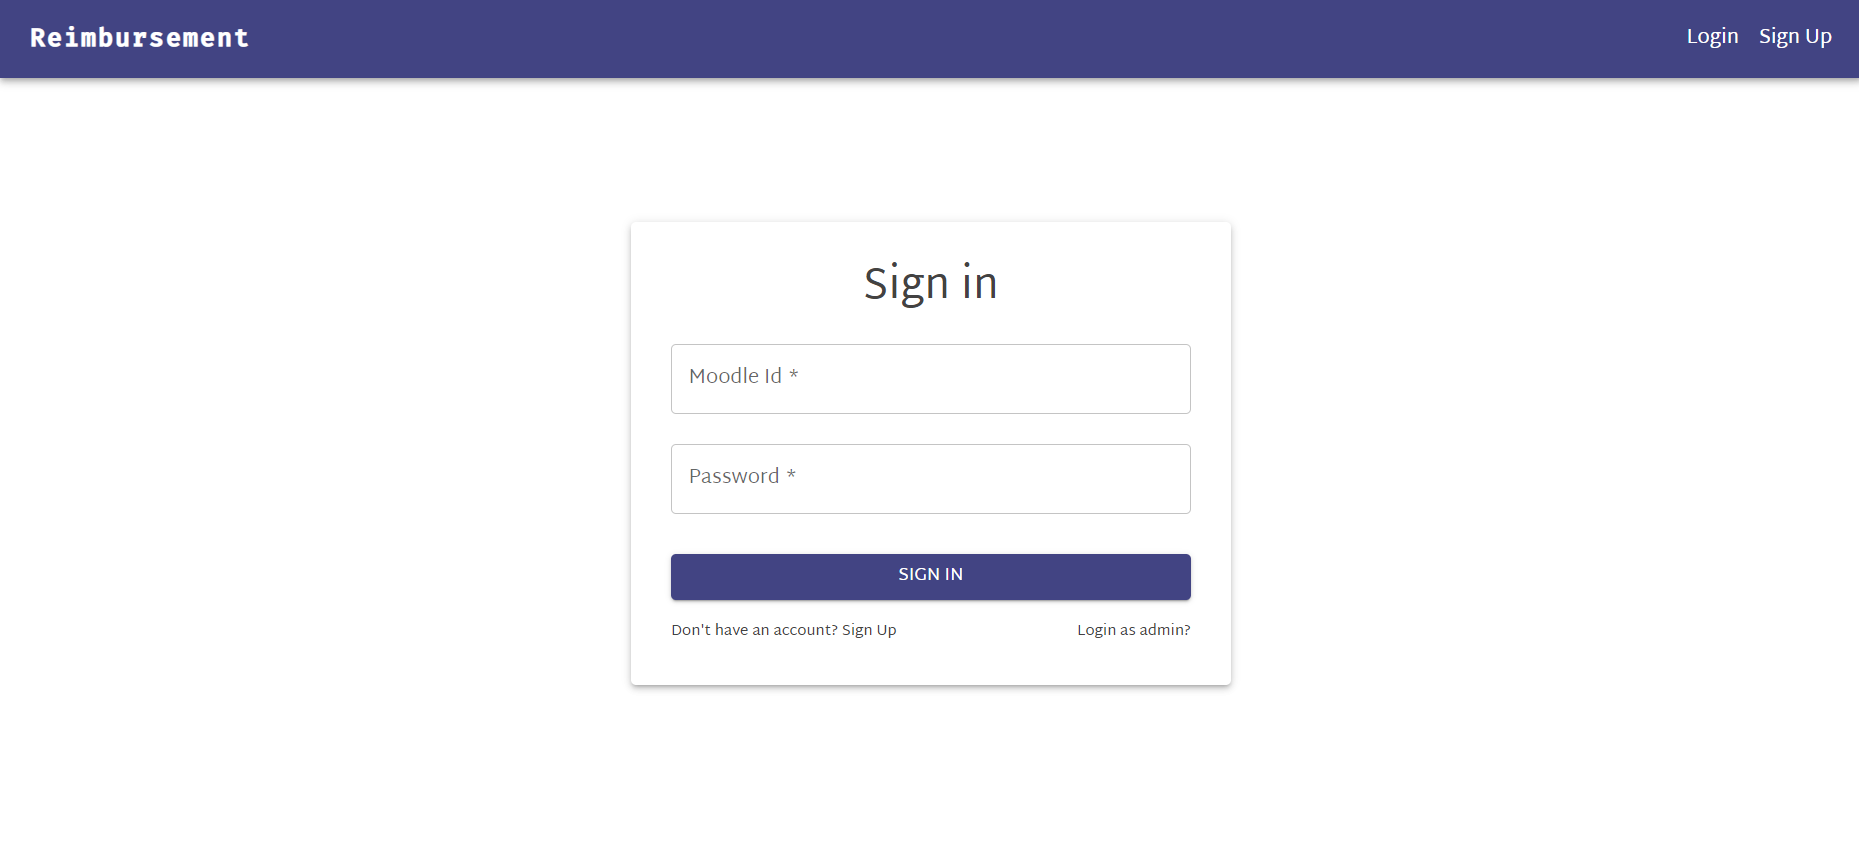 Reimbursement
Login Sign Up
Sign in
Moodle Id *
Password *
SIGN IN
Don't have an account? Sign Up
Login as admin?